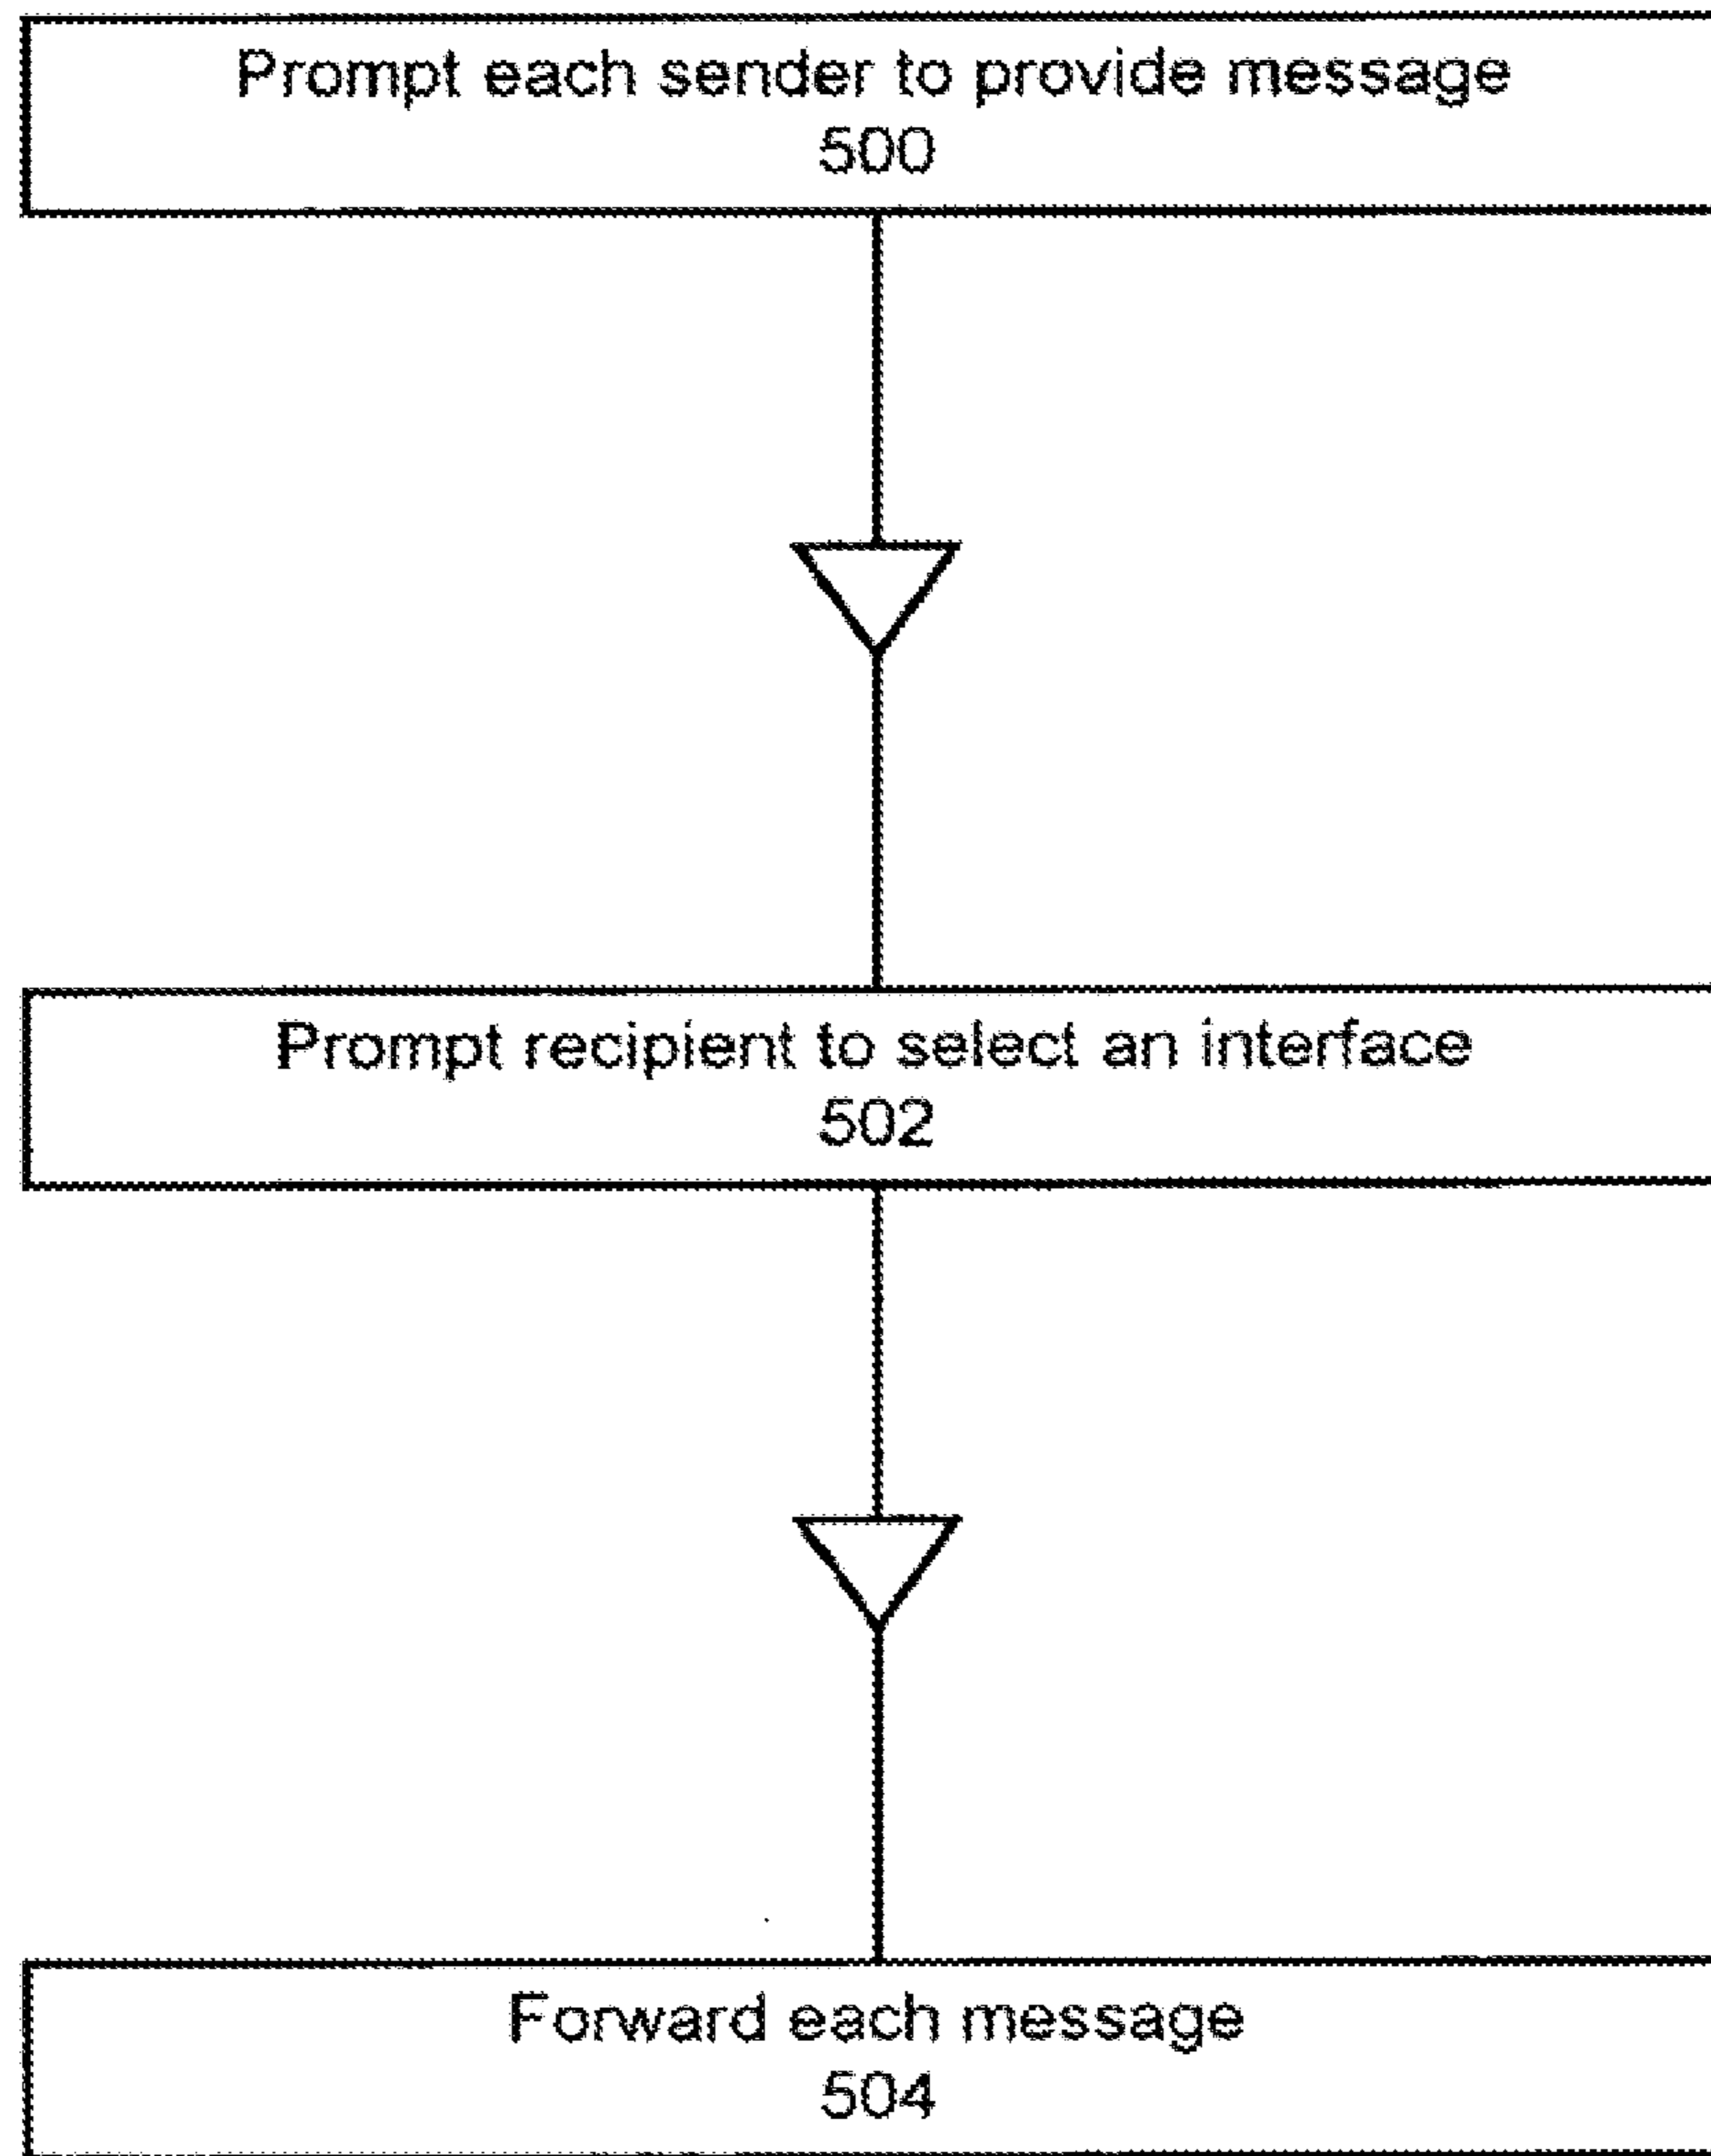 Prompt each sender to provide message
500
Prompt recipient to select an interface
502
Forward each message
504